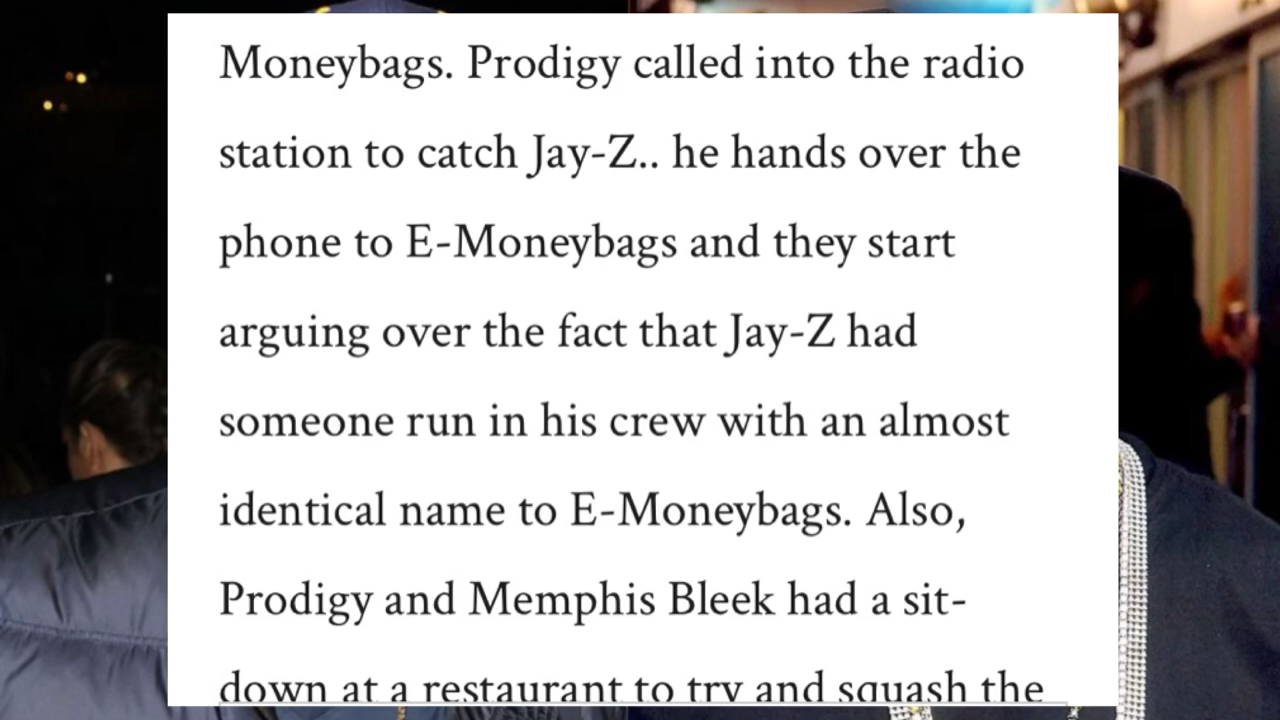 Moneybags. Prodigy called into the radio
station to catch Jay-Z.. he hands over the
phone to E-Moneybags and they start
arguing over the fact that Jay-Z had
someone run in his crew with an almost
identical name to E-Moneybags. Also,
Prodigy and Memphis Bleek had a sit-
down at a restaurant to try and squash the